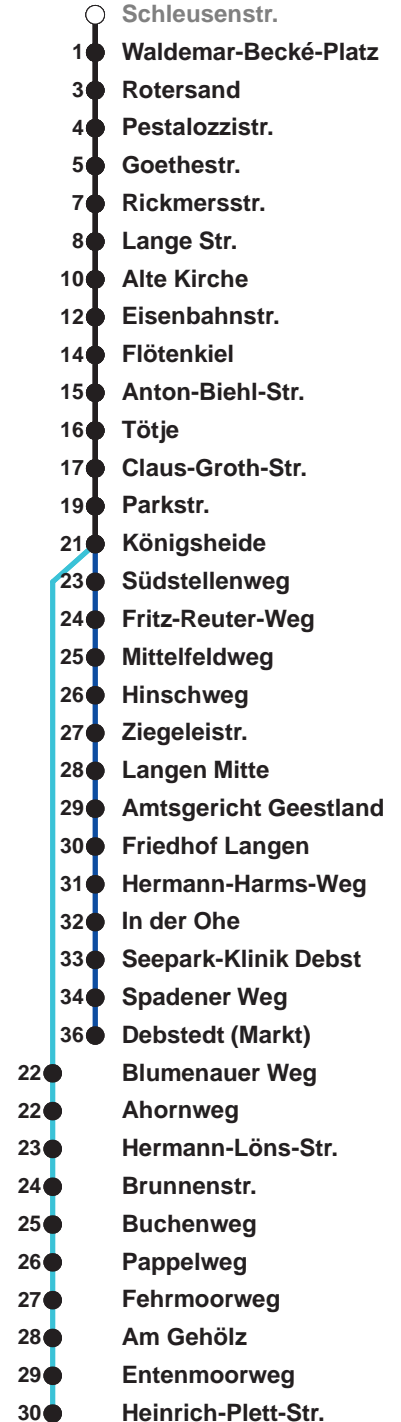 Schleusenstr.
1 Waldemar-Becké-Platz
3 Rotersand
4 Pestalozzistr.
5 Goethestr.
7 Rickmersstr.
8 Lange Str.
10 Alte Kirche
12 Eisenbahnstr.
14 Flötenkiel
15 Anton-Biehl-Str.
16 Tötje
17 Claus-Groth-Str.
19 Parkstr.
21 Königsheide
23 Südstellenweg
24 Fritz-Reuter-Weg
25 Mittelfeldweg
26 Hinschweg
27 Ziegeleistr.
28 Langen Mitte
29 Amtsgericht Geestland
30 Friedhof Langen
31 Hermann-Harms-Weg
32 In der Ohe
33 Seepark-Klinik Debst
34 Spadener Weg
36 Debstedt (Markt)
22 Blumenauer Weg
22 Ahornweg
23 Hermann-Löns-Str.
24 Brunnenstr.
25 Buchenweg
26 Pappelweg
27 Fehrmoorweg
28 Am Gehölz
29 Entenmoorweg
30 Heinrich-Plett-Str.